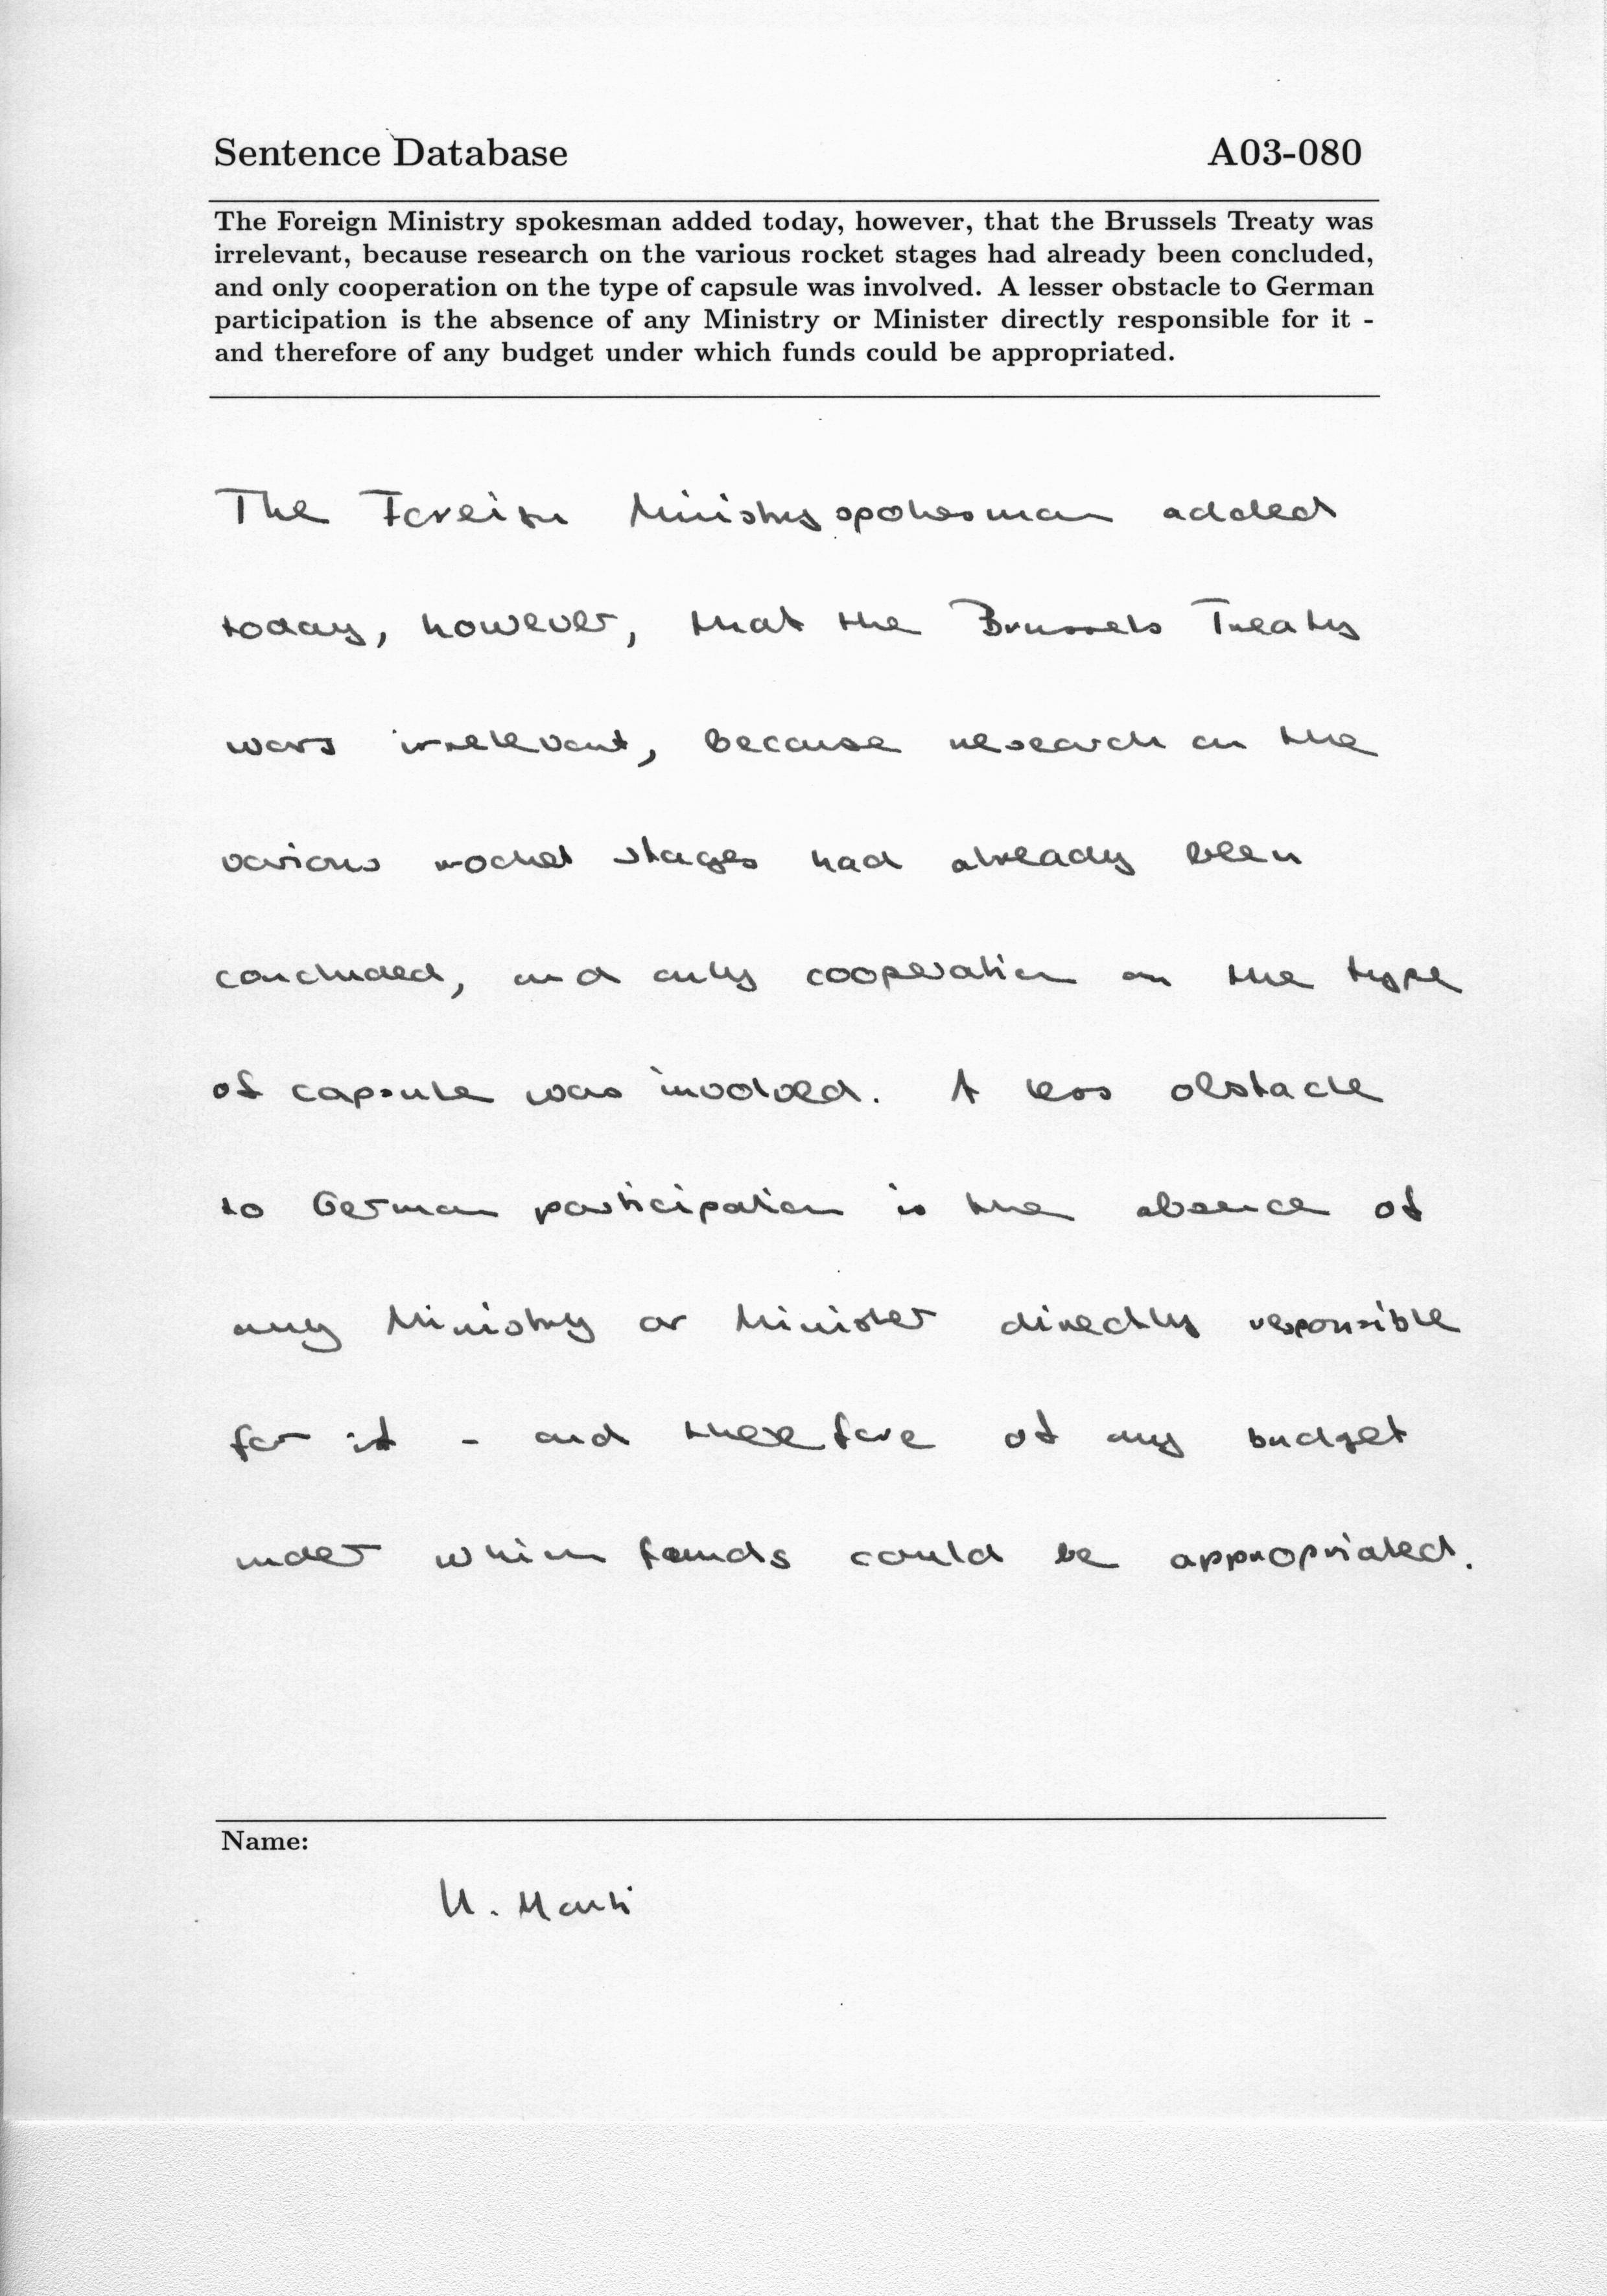 Sentence Database A03-080
The Foreign Ministry spokesman added today, however, that the Brussels Treaty was
irrelevant, because research on the various rocket stages had already been concluded,
and only cooperation on the type of capsule was involved. A lesser obstacle to German
participation is the absence of any Ministry or Minister directly responsible for it -
and therefore of any budget under which funds could be appropriated.
The Foreign Ministry spokesman added
today, however, that the Brussels Treaty
was irrelevant, because research on the
various rocket stages had already been
concluded, and only cooperation on the type
of capsule was involved. A less obstacle
to German participation is the absence of
any Ministry or Minister directly responsible
for it - and therefore of any budget
under which funds could be appropriated.
Name:
U. Marti